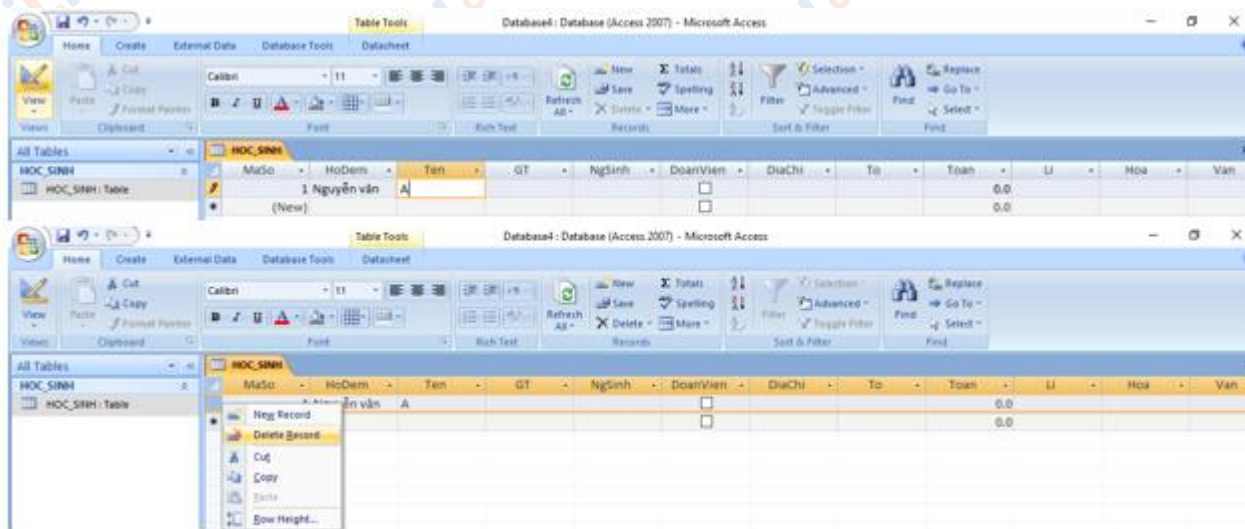 Table Tools Database6 : Database (Access 2007) - Microsoft Access
Home Create External Data Database Tools Datasheet
View Paste Cut Copy Format Painter Calibri 11 B I U Refresh All New Save Delete Totals Spelling More Filter Selection Advanced Toggle Filter Find Replace Go To Select
Views Clipboard Font Rich Text Records Sort & Filter Find
All Tables HOC_SINH
HOC_SINH MaSo HoDem Ten GT NgSinh DoanVien DiaChi To Toan Li Hoa Van
HOC_SINH : Table 1 Nguyễn văn A 0.0
(New) 0.0
Table Tools Database4 : Database (Access 2007) - Microsoft Access
Home Create External Data Database Tools Datasheet
View Paste Cut Copy Format Painter Calibri 11 B I U Refresh All New Save Delete Totals Spelling More Filter Selection Advanced Toggle Filter Find Replace Go To Select
Views Clipboard Font Rich Text Records Sort & Filter Find
All Tables HOC_SINH
HOC_SINH MaSo HoDem Ten GT NgSinh DoanVien DiaChi To Toan Li Hoa Van
HOC_SINH : Table văn A 0.0
New Record 0.0
Delete Record
Cut
Copy
Paste
Row Height...